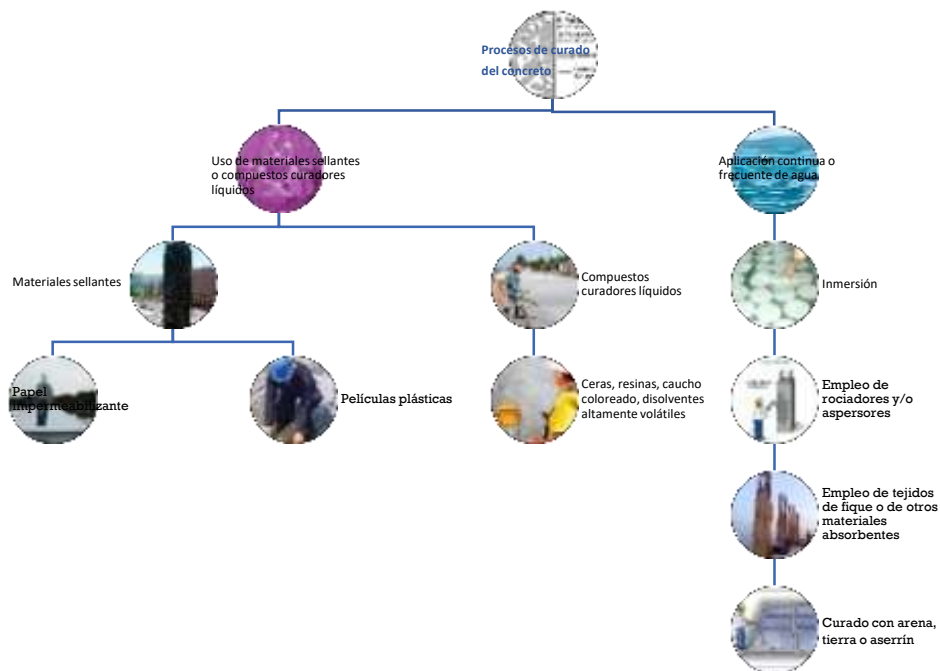 Procesos de curado
del concreto
Uso de materiales sellantes
o compuestos curadores
líquidos
Aplicación continua o
frecuente de agua
Materiales sellantes
Compuestos
curadores líquidos
Inmersión
Papel
impermeabilizante
Películas plásticas
Ceras, resinas, caucho
coloreado, disolventes
altamente volátiles
Empleo de
rociadores y/o
aspersores
Empleo de tejidos
de fique o de otros
materiales
absorbentes
Curado con arena,
tierra o aserrín